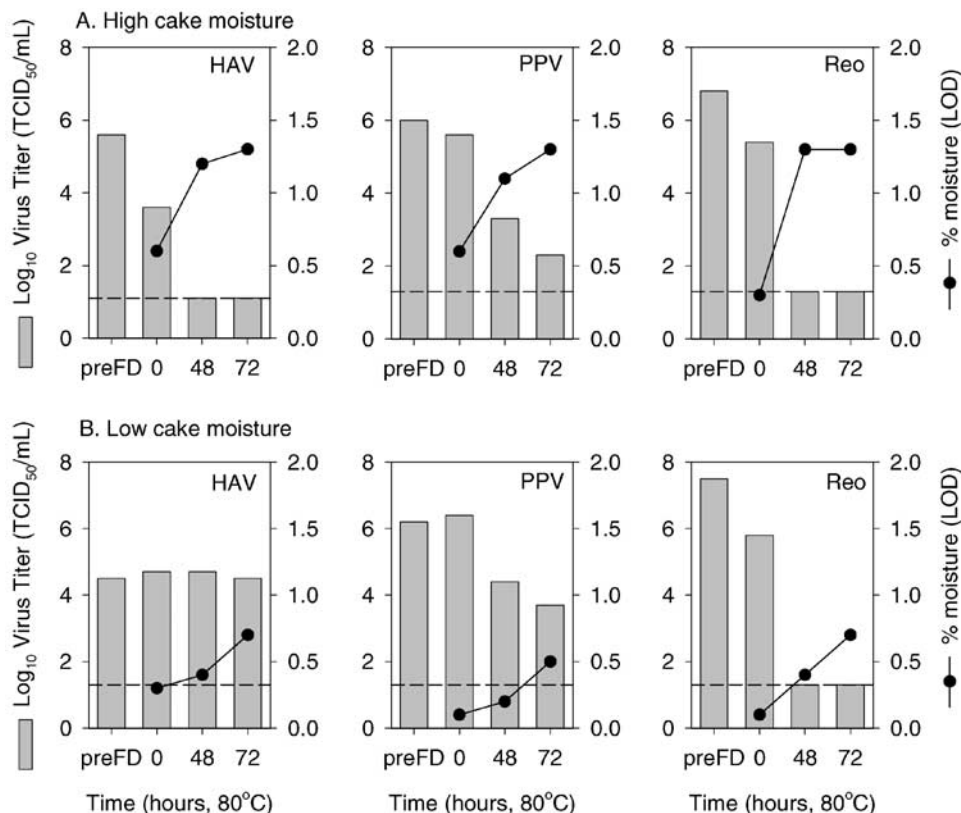 A. High cake moisture
Log10 Virus Titer (TCID50/mL)
HAV
8
6
4
2
0
2.0
1.5
1.0
0.5
0.0
preFD 0 48 72
PPV
8
6
4
2
0
2.0
1.5
1.0
0.5
0.0
preFD 0 48 72
Reo
8
6
4
2
0
2.0
1.5
1.0
0.5
0.0
preFD 0 48 72
% moisture (LOD)
B. Low cake moisture
Log10 Virus Titer (TCID50/mL)
HAV
8
6
4
2
0
2.0
1.5
1.0
0.5
0.0
preFD 0 48 72
Time (hours, 80°C)
PPV
8
6
4
2
0
2.0
1.5
1.0
0.5
0.0
preFD 0 48 72
Time (hours, 80°C)
Reo
8
6
4
2
0
2.0
1.5
1.0
0.5
0.0
preFD 0 48 72
Time (hours, 80°C)
% moisture (LOD)